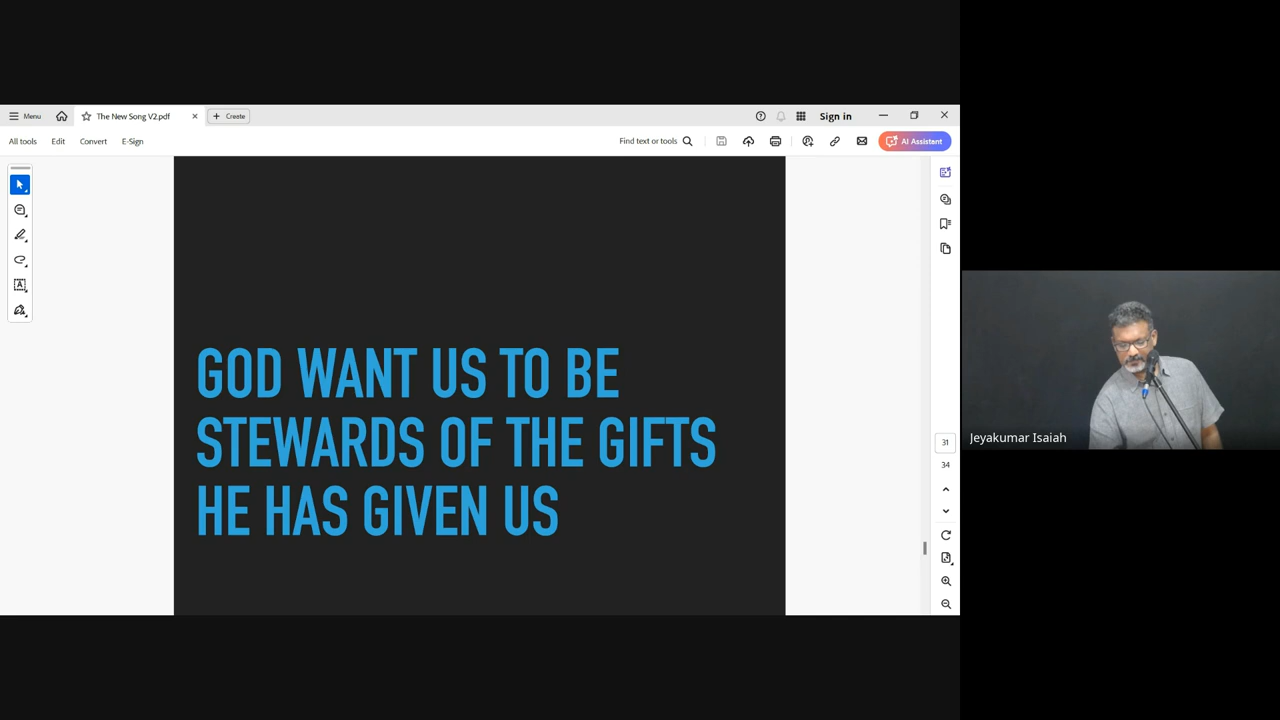 Menu
The New Song V2.pdf
Create
Sign in
All tools
Edit
Convert
E-Sign
Find text or tools
AI Assistant
GOD WANT US TO BE
STEWARDS OF THE GIFTS
HE HAS GIVEN US
31
34
Jeyakumar Isaiah